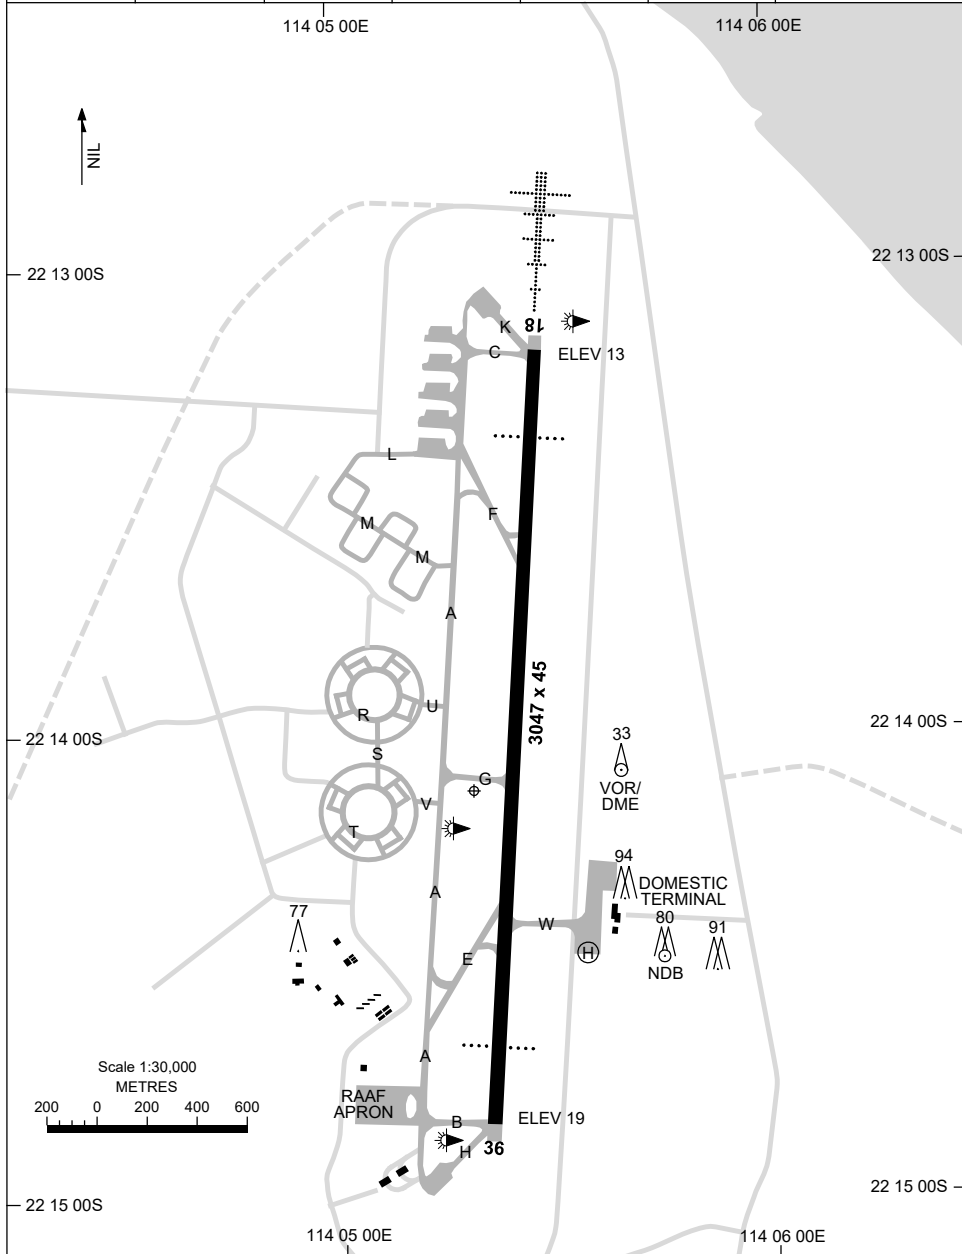 114 05 00E
114 06 00E
NIL
22 13 00S
22 13 00S
K
18
C
ELEV 13
L
F
M
M
A
3047 x 45
R
U
22 14 00S
22 14 00S
S
33
VOR/
DME
G
V
T
94
DOMESTIC
TERMINAL
A
77
80
91
W
H
E
NDB
A
Scale 1:30,000
METRES
200 0 200 400 600
RAAF
APRON
B
ELEV 19
H
36
22 15 00S
22 15 00S
114 05 00E
114 06 00E